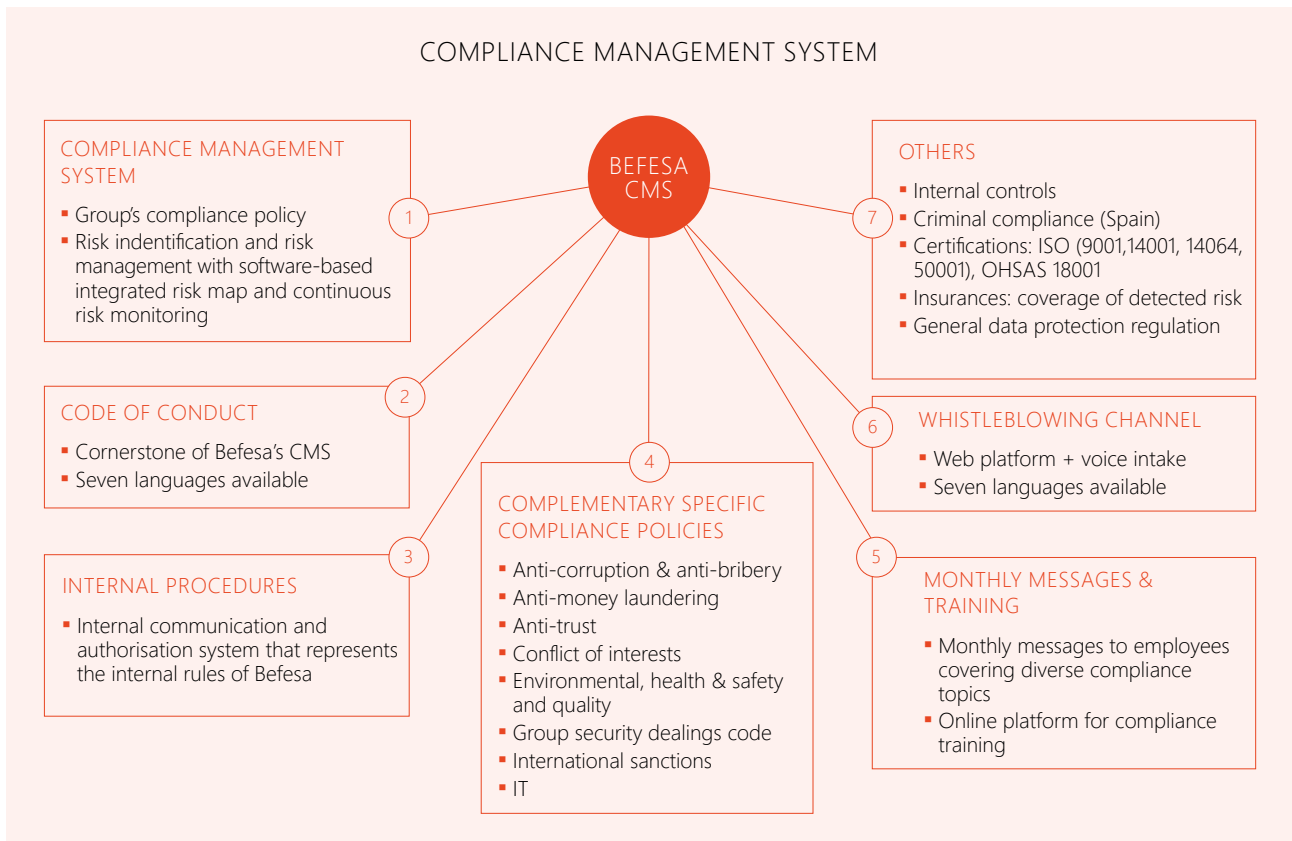 COMPLIANCE MANAGEMENT SYSTEM
BEFESA
CMS
1
COMPLIANCE MANAGEMENT
SYSTEM
▪ Group's compliance policy
▪ Risk indentification and risk
management with software-based
integrated risk map and continuous
risk monitoring
2
CODE OF CONDUCT
▪ Cornerstone of Befesa's CMS
▪ Seven languages available
3
INTERNAL PROCEDURES
▪ Internal communication and
authorisation system that represents
the internal rules of Befesa
4
COMPLEMENTARY SPECIFIC
COMPLIANCE POLICIES
▪ Anti-corruption & anti-bribery
▪ Anti-money laundering
▪ Anti-trust
▪ Conflict of interests
▪ Environmental, health & safety
and quality
▪ Group security dealings code
▪ International sanctions
▪ IT
5
MONTHLY MESSAGES &
TRAINING
▪ Monthly messages to employees
covering diverse compliance
topics
▪ Online platform for compliance
training
6
WHISTLEBLOWING CHANNEL
▪ Web platform + voice intake
▪ Seven languages available
7
OTHERS
▪ Internal controls
▪ Criminal compliance (Spain)
▪ Certifications: ISO (9001,14001, 14064,
50001), OHSAS 18001
▪ Insurances: coverage of detected risk
▪ General data protection regulation